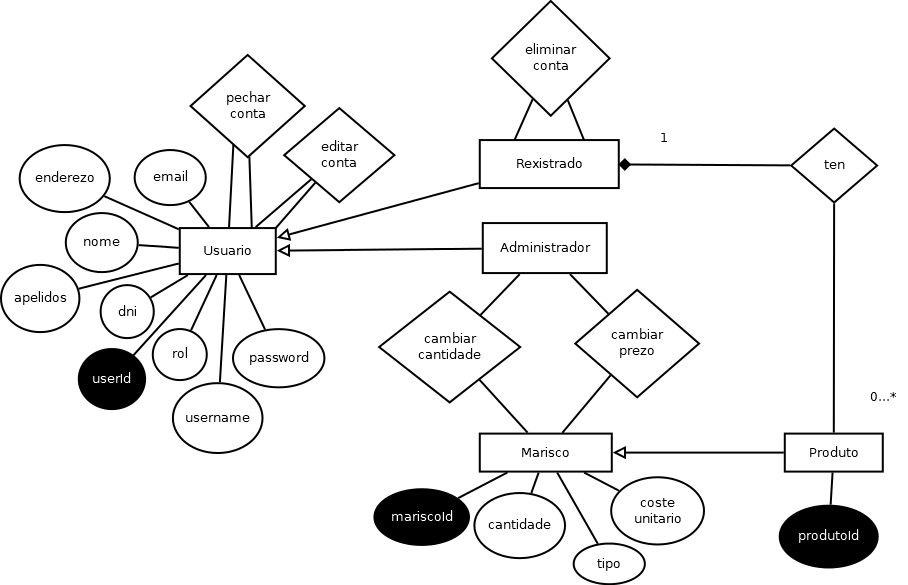 eliminar
conta
pechar
conta
editar
conta
1
Rexistrado
ten
enderezo
email
nome
Usuario
Administrador
apelidos
dni
cambiar
cantidade
cambiar
prezo
rol
password
userId
username
0...*
Marisco
Produto
mariscoId
cantidade
coste
unitario
tipo
produtoId